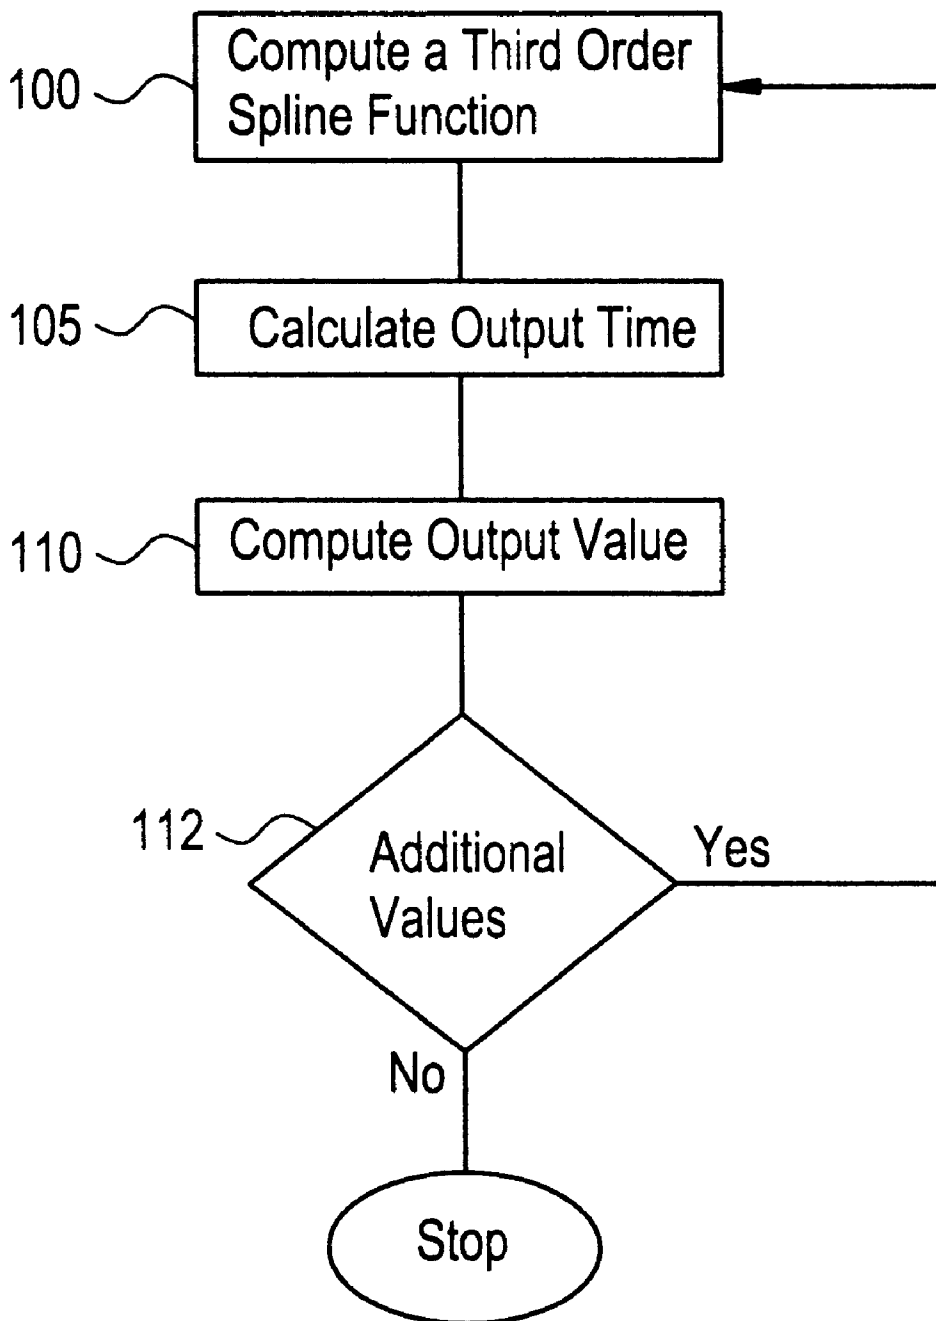 100
Compute a Third Order
Spline Function
105
Calculate Output Time
110
Compute Output Value
112
Additional
Values
Yes
No
Stop